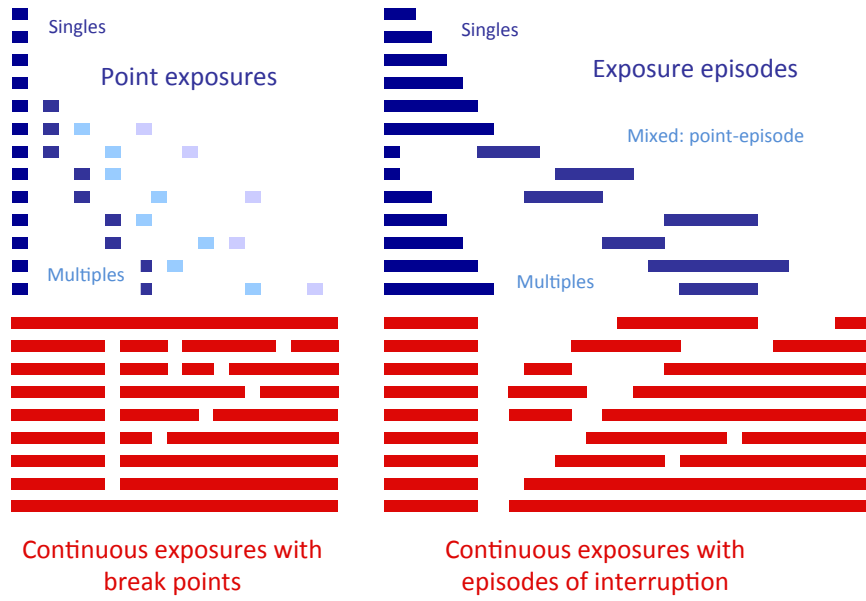 Singles
Point exposures
Multiples
Singles
Exposure episodes
Mixed: point-episode
Multiples
Continuous exposures with
break points
Continuous exposures with
episodes of interruption